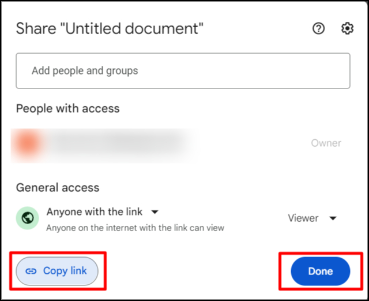 Share "Untitled document"
Add people and groups
People with access
Owner
General access
Anyone with the link
Anyone on the internet with the link can view
Viewer
Copy link
Done